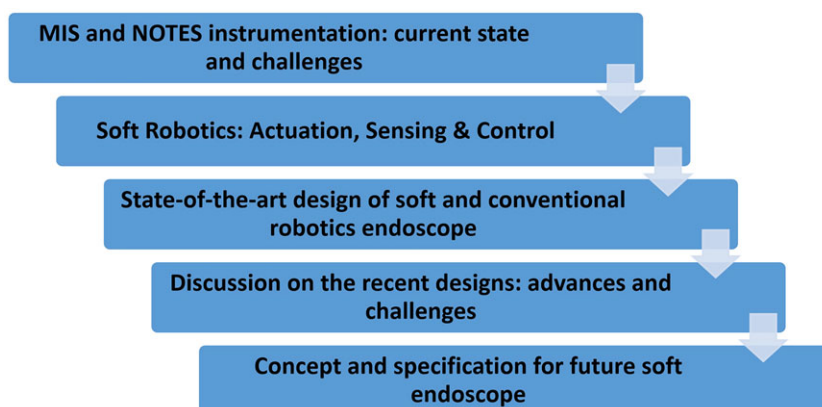 MIS and NOTES instrumentation: current state
and challenges
Soft Robotics: Actuation, Sensing & Control
State-of-the-art design of soft and conventional
robotics endoscope
Discussion on the recent designs: advances and
challenges
Concept and specification for future soft
endoscope